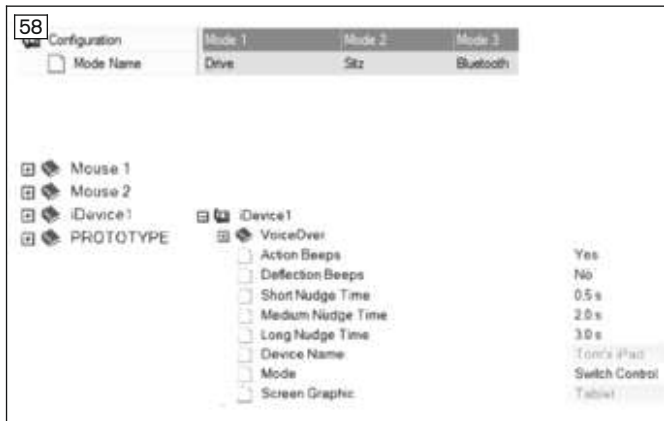 58
Configuration Mode 1 Mode 2 Mode 3
Mode Name Drive Sitz Bluetooth
Mouse 1
Mouse 2
iDevice1
PROTOTYPE
iDevice1
VoiceOver
Action Beeps Yes
Deflection Beeps No
Short Nudge Time 0.5 s
Medium Nudge Time 2.0 s
Long Nudge Time 3.0 s
Device Name Tom's iPad
Mode Switch Control
Screen Graphic Tablet